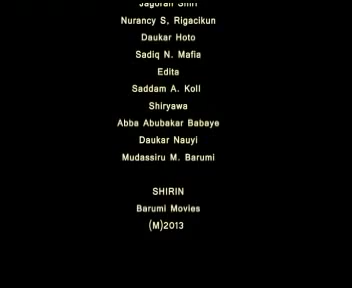 Nurancy S, Rigacikun
Daukar Hoto
Sadiq N. Mafia
Edita
Saddam A. Koll
Shiryawa
Abba Abubakar Babaye
Daukar Nauyi
Mudassiru M. Barumi
SHIRIN
Barumi Movies
(M)2013